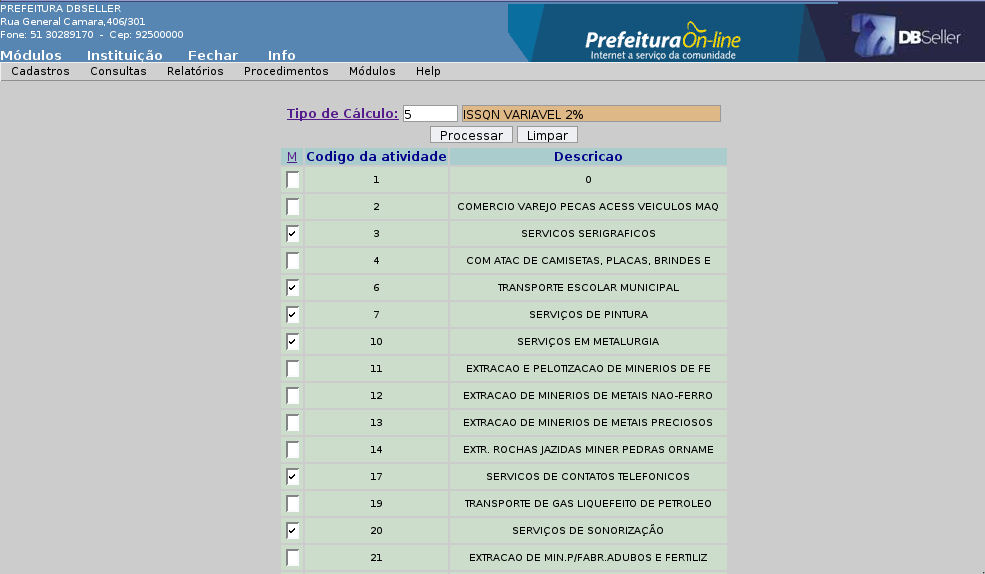 PREFEITURA DBSELLER
Rua General Camara,406/301
Fone: 51 30289170 - Cep: 92500000
Prefeitura On-line
Internet a serviço da comunidade
DBSeller
Módulos Instituição Fechar Info
Cadastros Consultas Relatórios Procedimentos Módulos Help
Tipo de Cálculo: 5 ISSQN VARIAVEL 2%
Processar Limpar
M Codigo da atividade Descricao
1 0
2 COMERCIO VAREJO PECAS ACESS VEICULOS MAQ
3 SERVICOS SERIGRAFICOS
4 COM ATAC DE CAMISETAS, PLACAS, BRINDES E
6 TRANSPORTE ESCOLAR MUNICIPAL
7 SERVIÇOS DE PINTURA
10 SERVIÇOS EM METALURGIA
11 EXTRACAO E PELOTIZACAO DE MINERIOS DE FE
12 EXTRACAO DE MINERIOS DE METAIS NAO-FERRO
13 EXTRACAO DE MINERIOS DE METAIS PRECIOSOS
14 EXTR. ROCHAS JAZIDAS MINER PEDRAS ORNAME
17 SERVICOS DE CONTATOS TELEFONICOS
19 TRANSPORTE DE GAS LIQUEFEITO DE PETROLEO
20 SERVIÇOS DE SONORIZAÇÃO
21 EXTRACAO DE MIN.P/FABR.ADUBOS E FERTILIZ